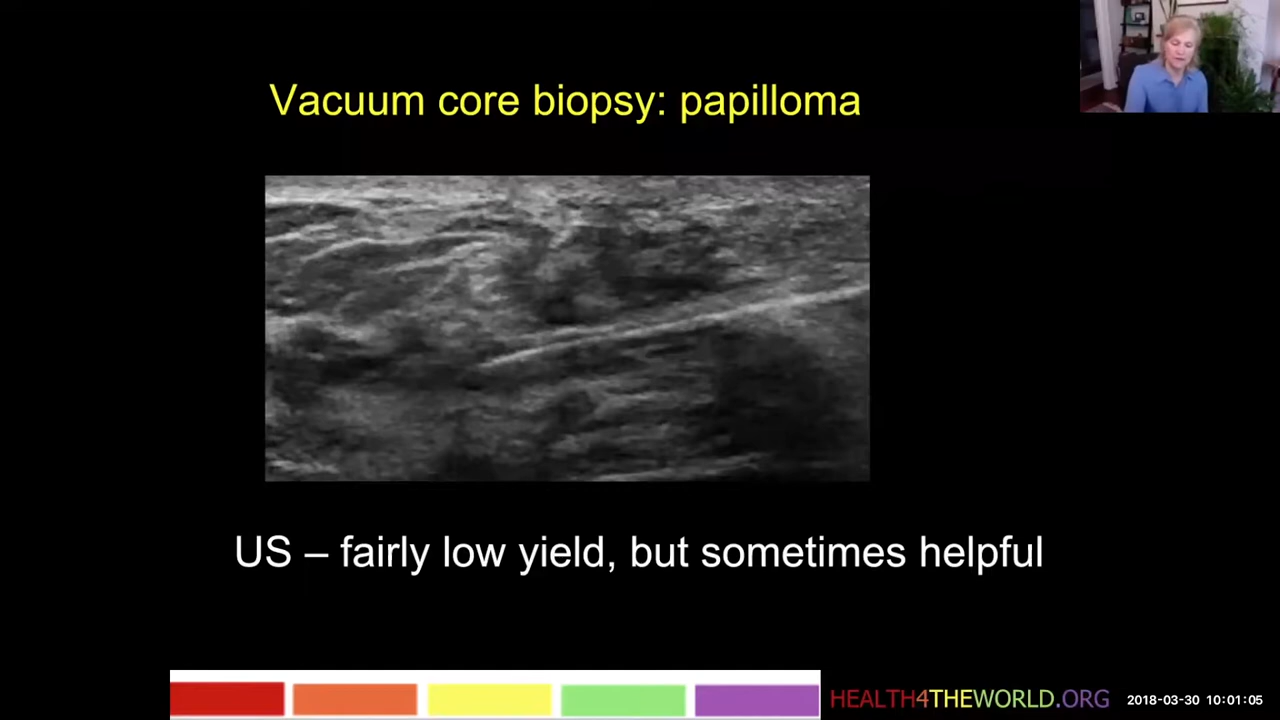 Vacuum core biopsy: papilloma
US – fairly low yield, but sometimes helpful
HEALTH4THEWORLD.ORG
2018-03-30 10:01:05